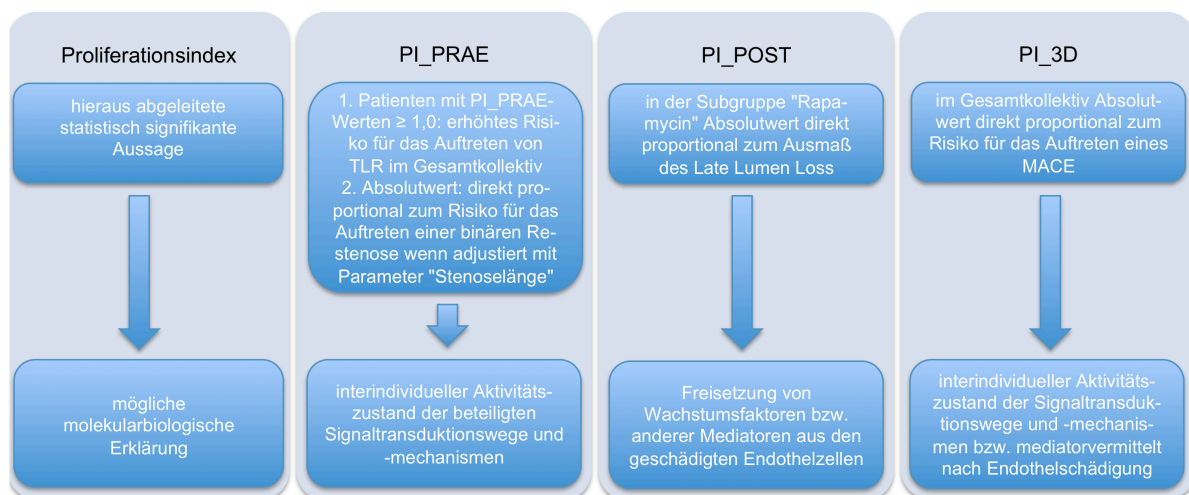 Proliferationsindex
hieraus abgeleitete
statistisch signifikante
Aussage
mögliche
molekularbiologische
Erklärung
PI_PRAE
1. Patienten mit PI_PRAE-
Werten ≥ 1,0: erhöhtes Risi-
ko für das Auftreten von
TLR im Gesamtkollektiv
2. Absolutwert: direkt pro-
portional zum Risiko für das
Auftreten einer binären Re-
stenose wenn adjustiert mit
Parameter "Stenoselänge"
interindividueller Aktivitäts-
zustand der beteiligten
Signaltransduktionswege und
-mechanismen
PI_POST
in der Subgruppe "Rapa-
mycin" Absolutwert direkt
proportional zum Ausmaß
des Late Lumen Loss
Freisetzung von
Wachstumsfaktoren bzw.
anderer Mediatoren aus den
geschädigten Endothelzellen
PI_3D
im Gesamtkollektiv Absolut-
wert direkt proportional zum
Risiko für das Auftreten eines
MACE
interindividueller Aktivitäts-
zustand der Signaltransduk-
tionswege und -mechanis-
men bzw. mediatorvermittelt
nach Endothelschädigung